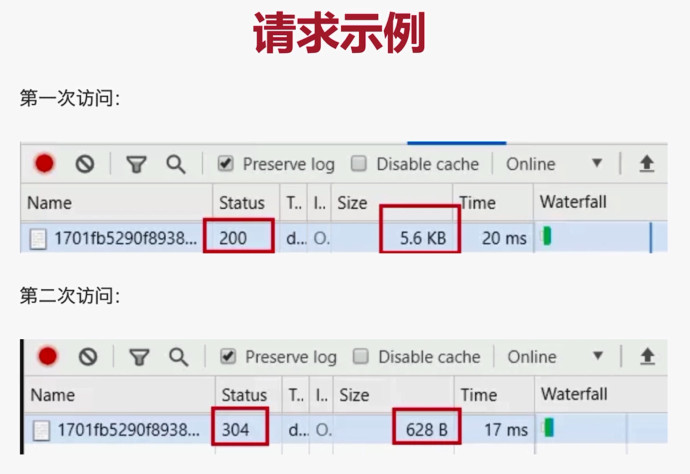 请求示例
第一次访问:
Preserve log Disable cache Online
Name Status T.. I.. Size Time Waterfall
1701fb5290f8938... 200 d... O. 5.6 KB 20 ms
第二次访问:
Preserve log Disable cache Online
Name Status T.. I.. Size Time Waterfall
1701fb5290f8938... 304 d... O. 628 B 17 ms